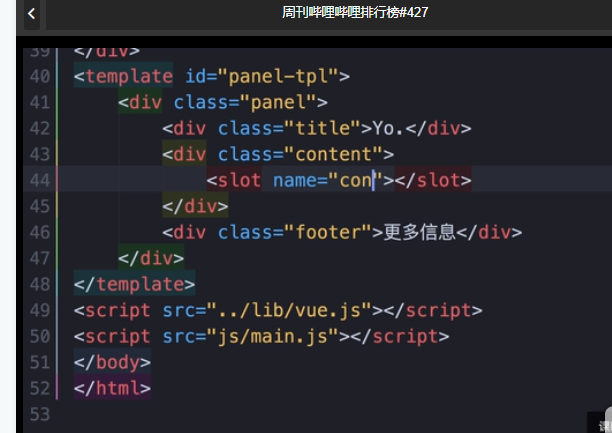 周刊哔哩哔哩排行榜#427
39 </div>
40 <template id="panel-tpl">
41 <div class="panel">
42 <div class="title">Yo.</div>
43 <div class="content">
44 <slot name="con"></slot>
45 </div>
46 <div class="footer">更多信息</div>
47 </div>
48 </template>
49 <script src="../lib/vue.js"></script>
50 <script src="js/main.js"></script>
51 </body>
52 </html>
53